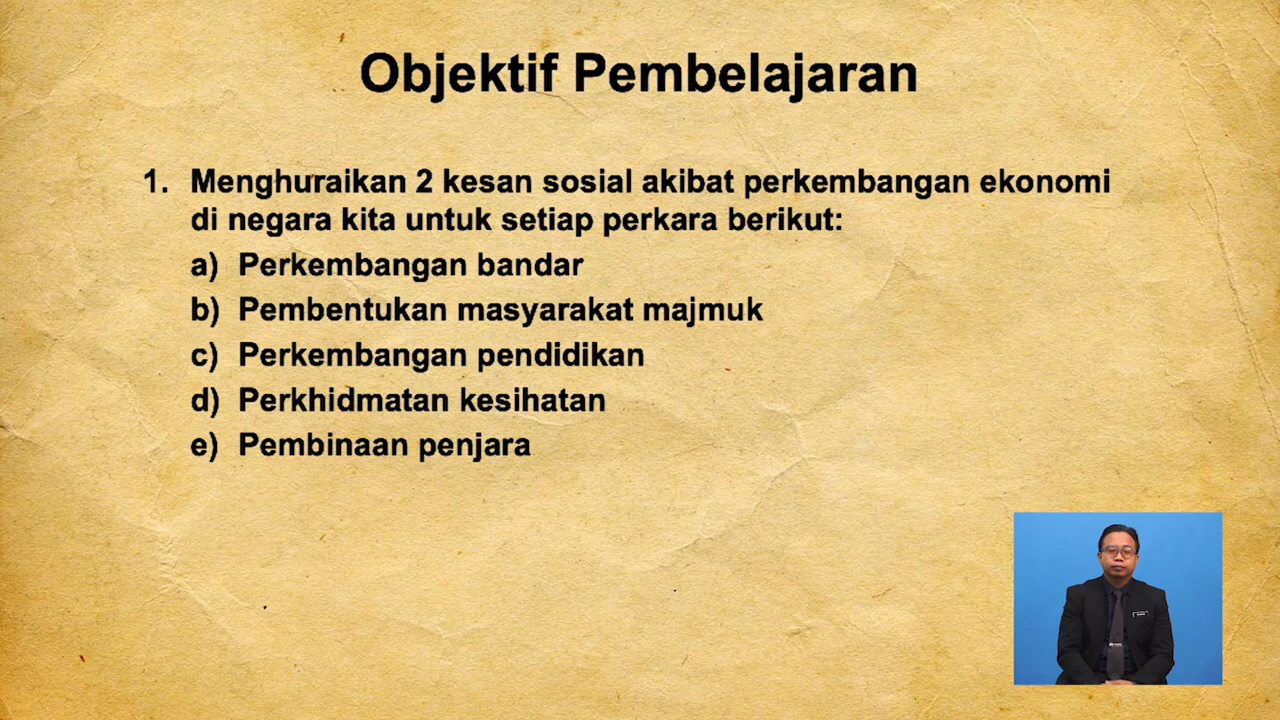 Objektif Pembelajaran
1. Menghuraikan 2 kesan sosial akibat perkembangan ekonomi
di negara kita untuk setiap perkara berikut:
a) Perkembangan bandar
b) Pembentukan masyarakat majmuk
c) Perkembangan pendidikan
d) Perkhidmatan kesihatan
e) Pembinaan penjara